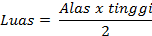 Luas = Alas x tinggi
2